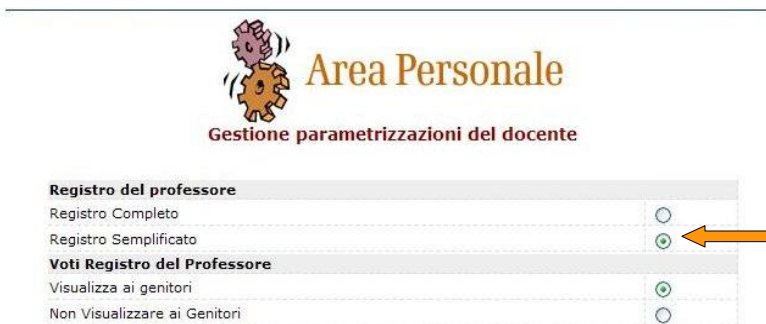 Area Personale
Gestione parametrizzazioni del docente
Registro del professore
Registro Completo
Registro Semplificato
Voti Registro del Professore
Visualizza ai genitori
Non Visualizzare ai Genitori